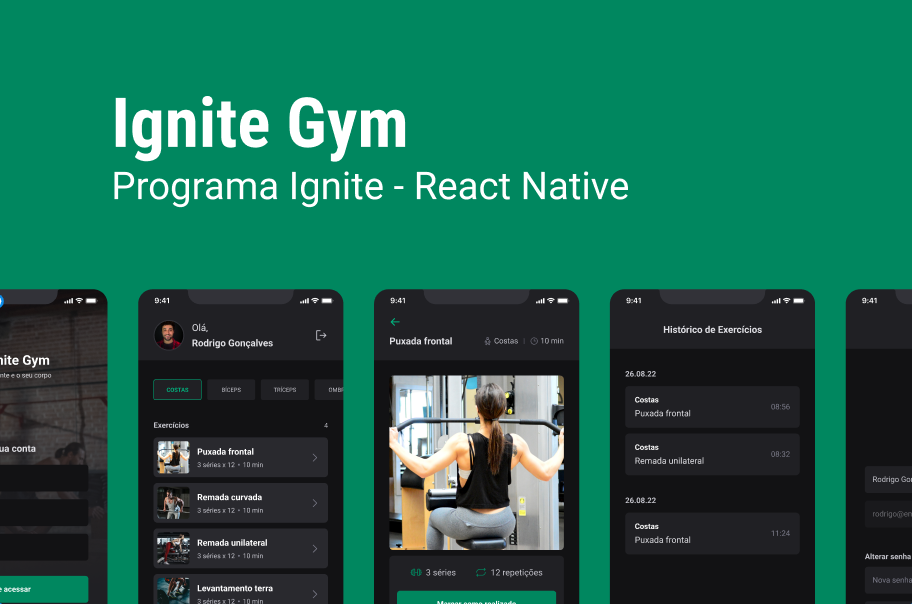 Ignite Gym
Programa Ignite - React Native
nite Gym
nte e o seu corpo
ua conta
e acessar
9:41
Olá,
Rodrigo Gonçalves
COSTAS
BÍCEPS
TRÍCEPS
OMBR
Exercícios
4
Puxada frontal
3 séries x 12 • 10 min
Remada curvada
3 séries x 12 • 10 min
Remada unilateral
3 séries x 12 • 10 min
Levantamento terra
3 séries x 12 • 10 min
9:41
Puxada frontal
Costas
10 min
3 séries
12 repetições
Marcar como realizado
9:41
Histórico de Exercícios
26.08.22
Costas
Puxada frontal
08:56
Costas
Remada unilateral
08:32
26.08.22
Costas
Puxada frontal
11:24
9:41
Rodrigo Gon
rodrigo@en
Alterar senha
Nova senha